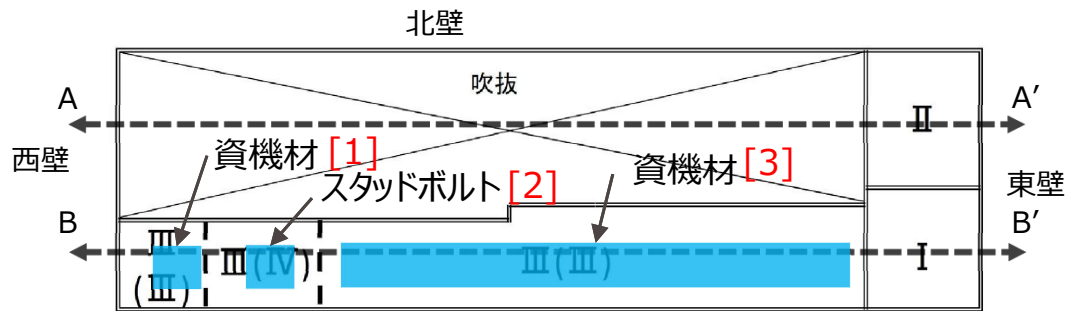 北壁
吹抜
A
A′
Ⅱ
西壁
資機材[1]
スタッドボルト[2]
資機材[3]
東壁
B
B′
Ⅲ
(Ⅲ)
Ⅲ(Ⅳ)
Ⅲ(Ⅲ)
Ⅰ